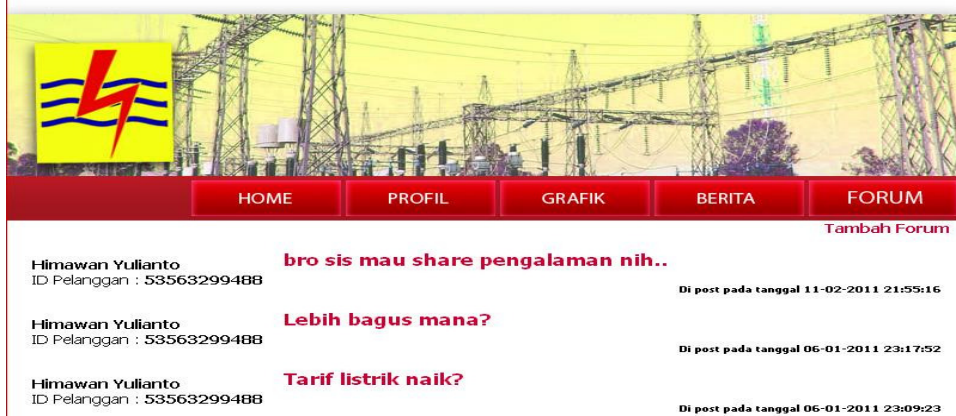 HOME PROFIL GRAFIK BERITA FORUM
Tambah Forum
Himawan Yulianto
ID Pelanggan : 53563299488
bro sis mau share pengalaman nih..
Di post pada tanggal 11-02-2011 21:55:16
Himawan Yulianto
ID Pelanggan : 53563299488
Lebih bagus mana?
Di post pada tanggal 06-01-2011 23:17:52
Himawan Yulianto
ID Pelanggan : 53563299488
Tarif listrik naik?
Di post pada tanggal 06-01-2011 23:09:23